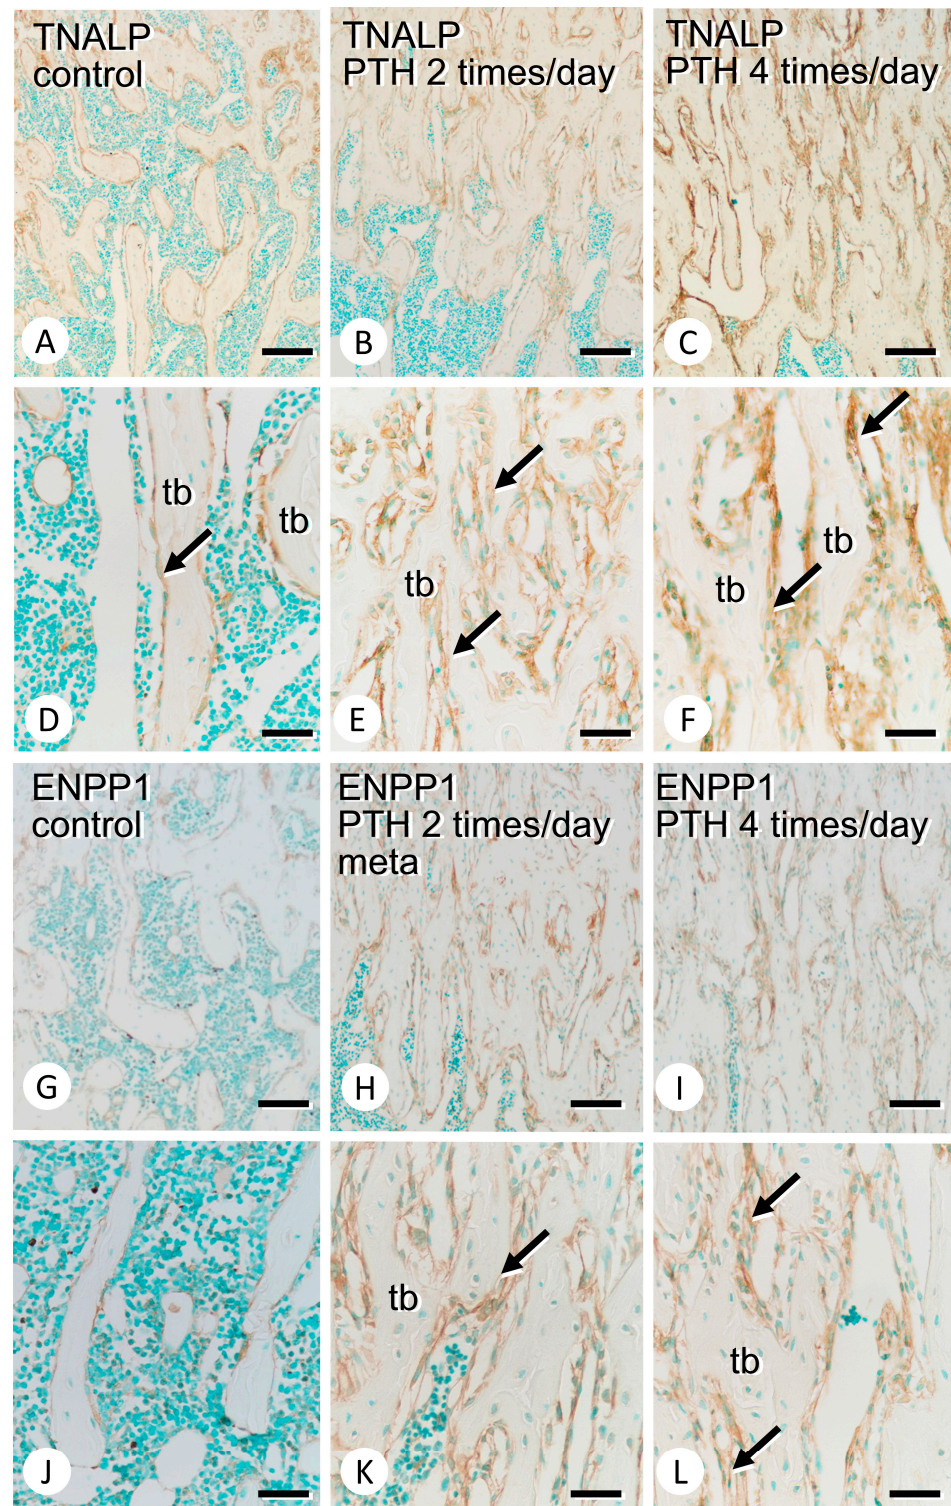 TNALP
control
A
TNALP
PTH 2 times/day
B
TNALP
PTH 4 times/day
C
tb
tb
D
tb
E
tb
tb
F
ENPP1
control
G
ENPP1
PTH 2 times/day
meta
H
ENPP1
PTH 4 times/day
I
J
tb
K
tb
L